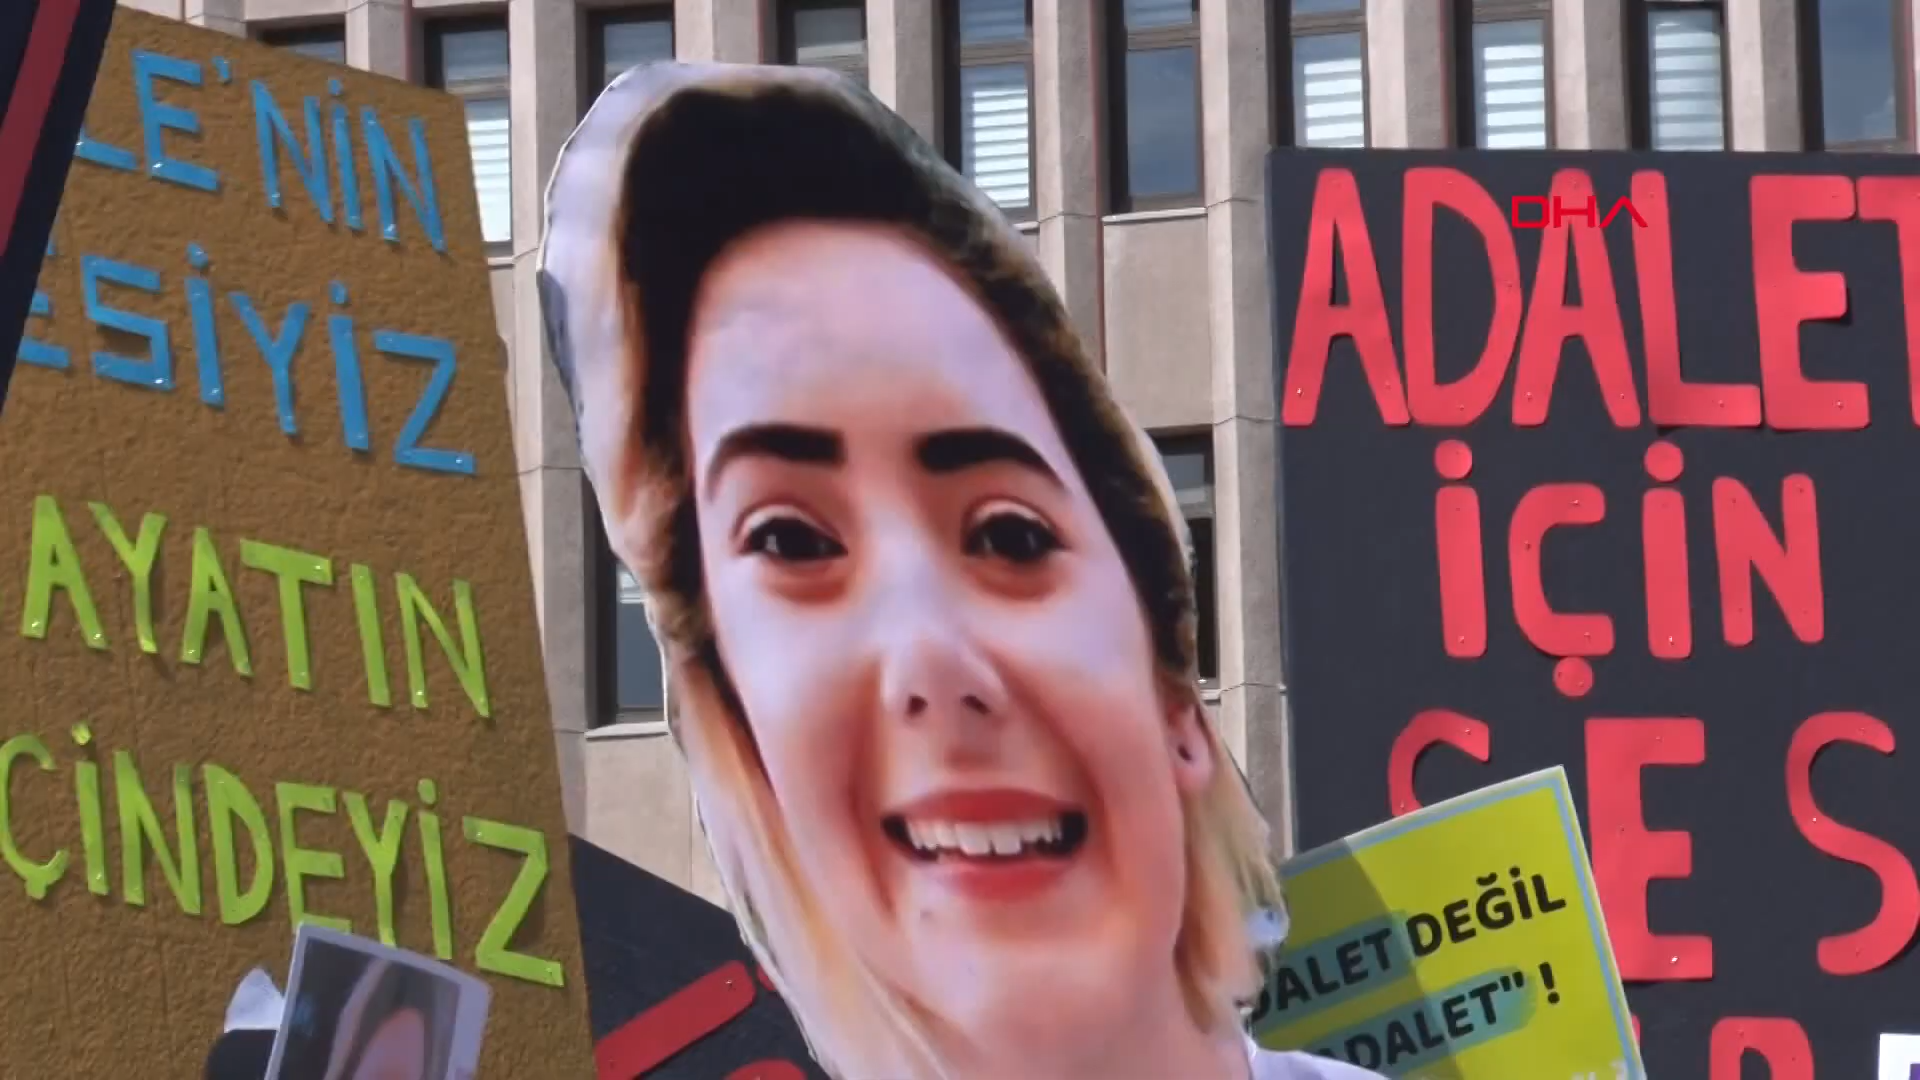 LE'NİN
ESİYİZ
AYATIN
ÇİNDEYİZ
DHA
ADALET
İÇİN
SES
DALET DEĞİL
ADALET" !